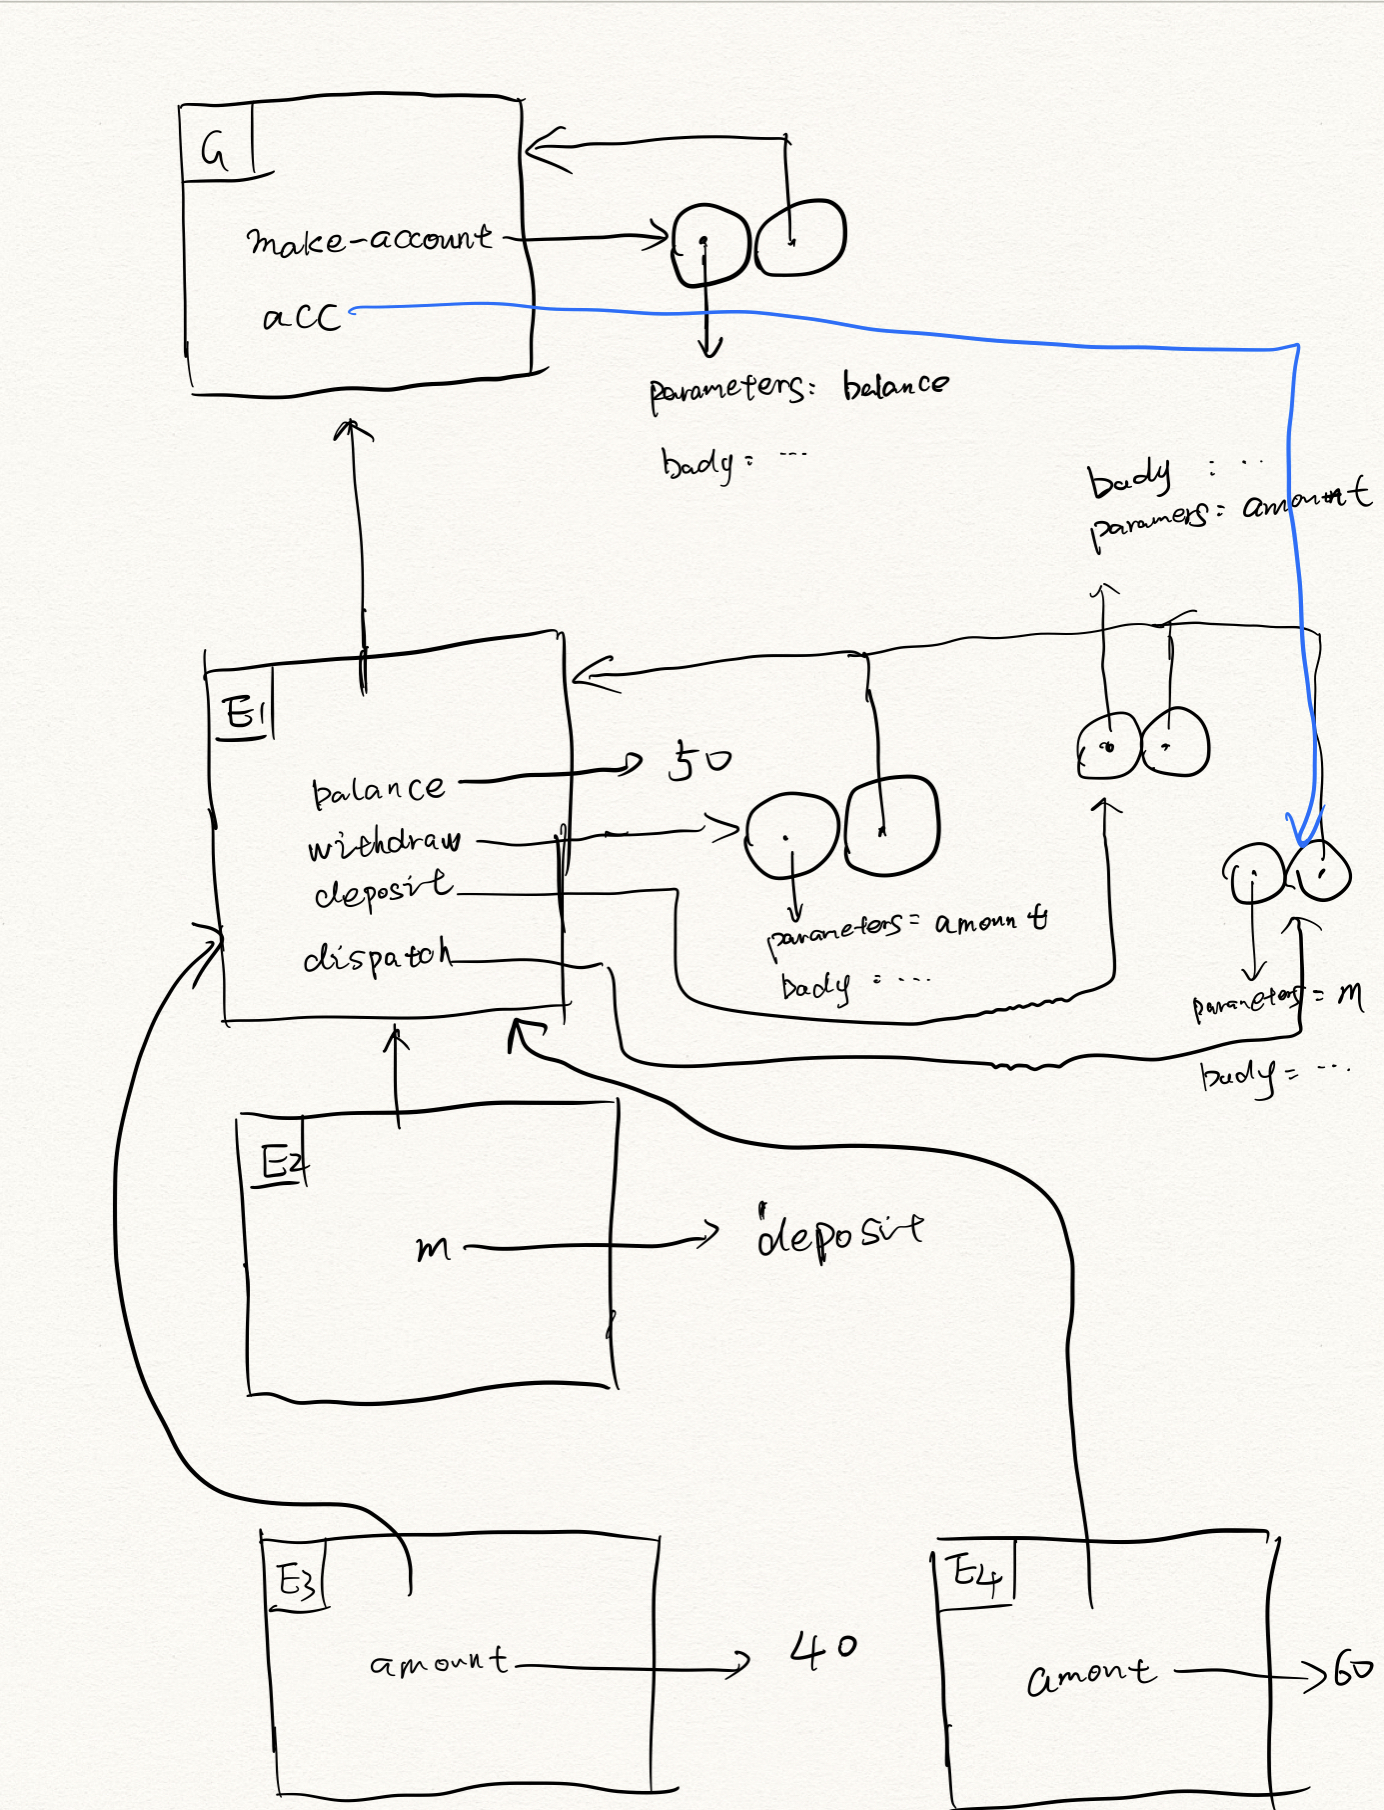 G
make-account
acc
parameters: balance
body: ...
body : ..
paramers: amount
E1
balance
50
withdraw
deposit
dispatch
parameters= amount
body = ...
parameters= m
body= ...
E2
m
'deposit
E3
amount
40
E4
amont
60